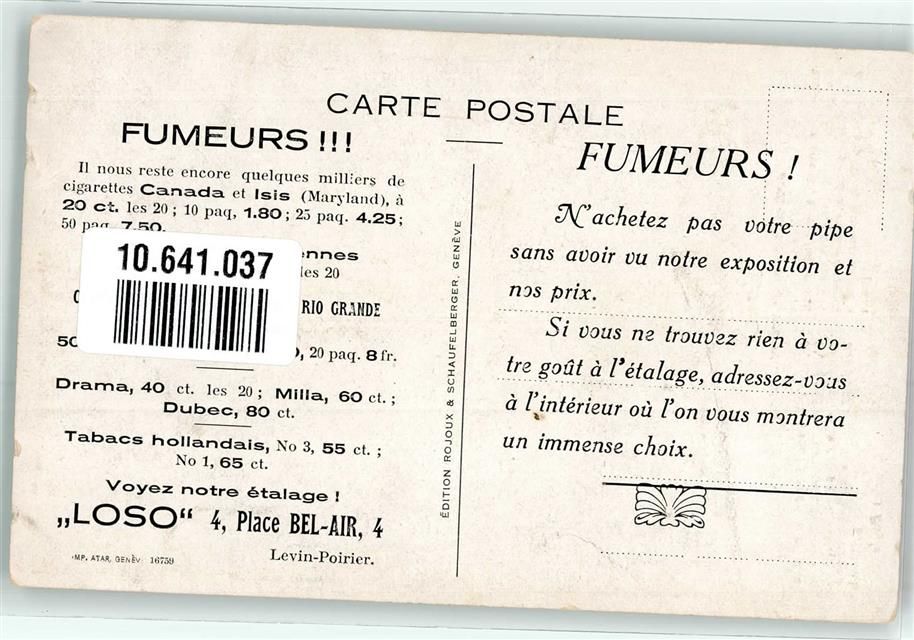 CARTE POSTALE
FUMEURS !!!
Il nous reste encore quelques milliers de
cigarettes Canada et Isis (Maryland), à
20 ct. les 20 ; 10 paq, 1.80 ; 25 paq. 4.25 ;
50 paq. 7.50.
ennes
les 20
RIO GRANDE
50
, 20 paq. 8 fr.
Drama, 40 ct. les 20 ; Milla, 60 ct. ;
Dubec, 80 ct.
Tabacs hollandais, No 3, 55 ct. ;
No 1, 65 ct.
Voyez notre étalage !
„LOSO“ 4, Place BEL-AIR, 4
Levin-Poirier.
IMP. ATAR, GENÈV. 16759
10.641.037
ÉDITION ROJOUX & SCHAUFELBERGER, GENÈVE
FUMEURS !
N'achetez pas votre pipe
sans avoir vu notre exposition et
nos prix.
Si vous ne trouvez rien à vo-
tre goût à l'étalage, adressez-vous
à l'intérieur où l'on vous montrera
un immense choix.